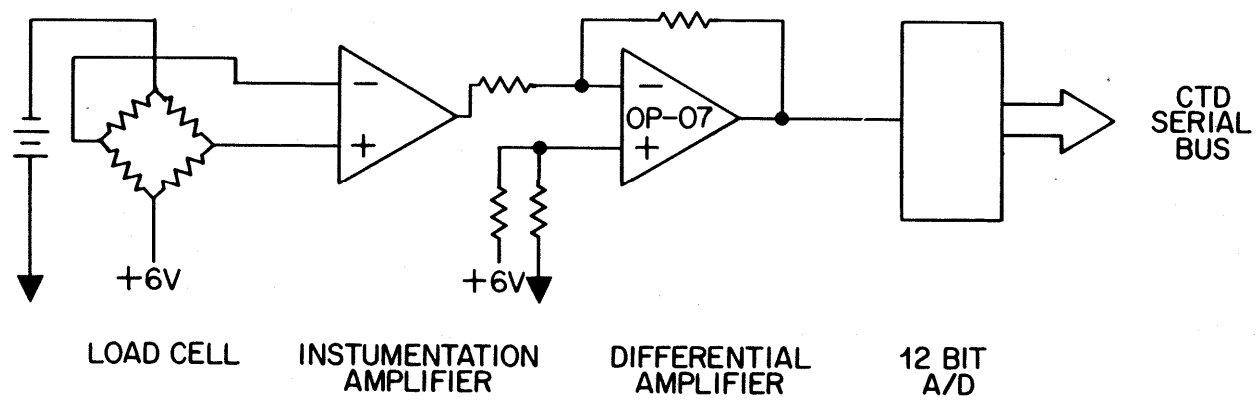 −
+
−
OP-07
+
CTD
SERIAL
BUS
+6V
+6V
LOAD CELL
INSTUMENTATION
AMPLIFIER
DIFFERENTIAL
AMPLIFIER
12 BIT
A/D